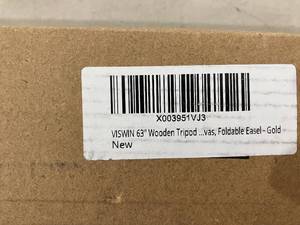 X003951VJ3
VISWIN 63" Wooden Tripod ...vas, Foldable Easel - Gold
New